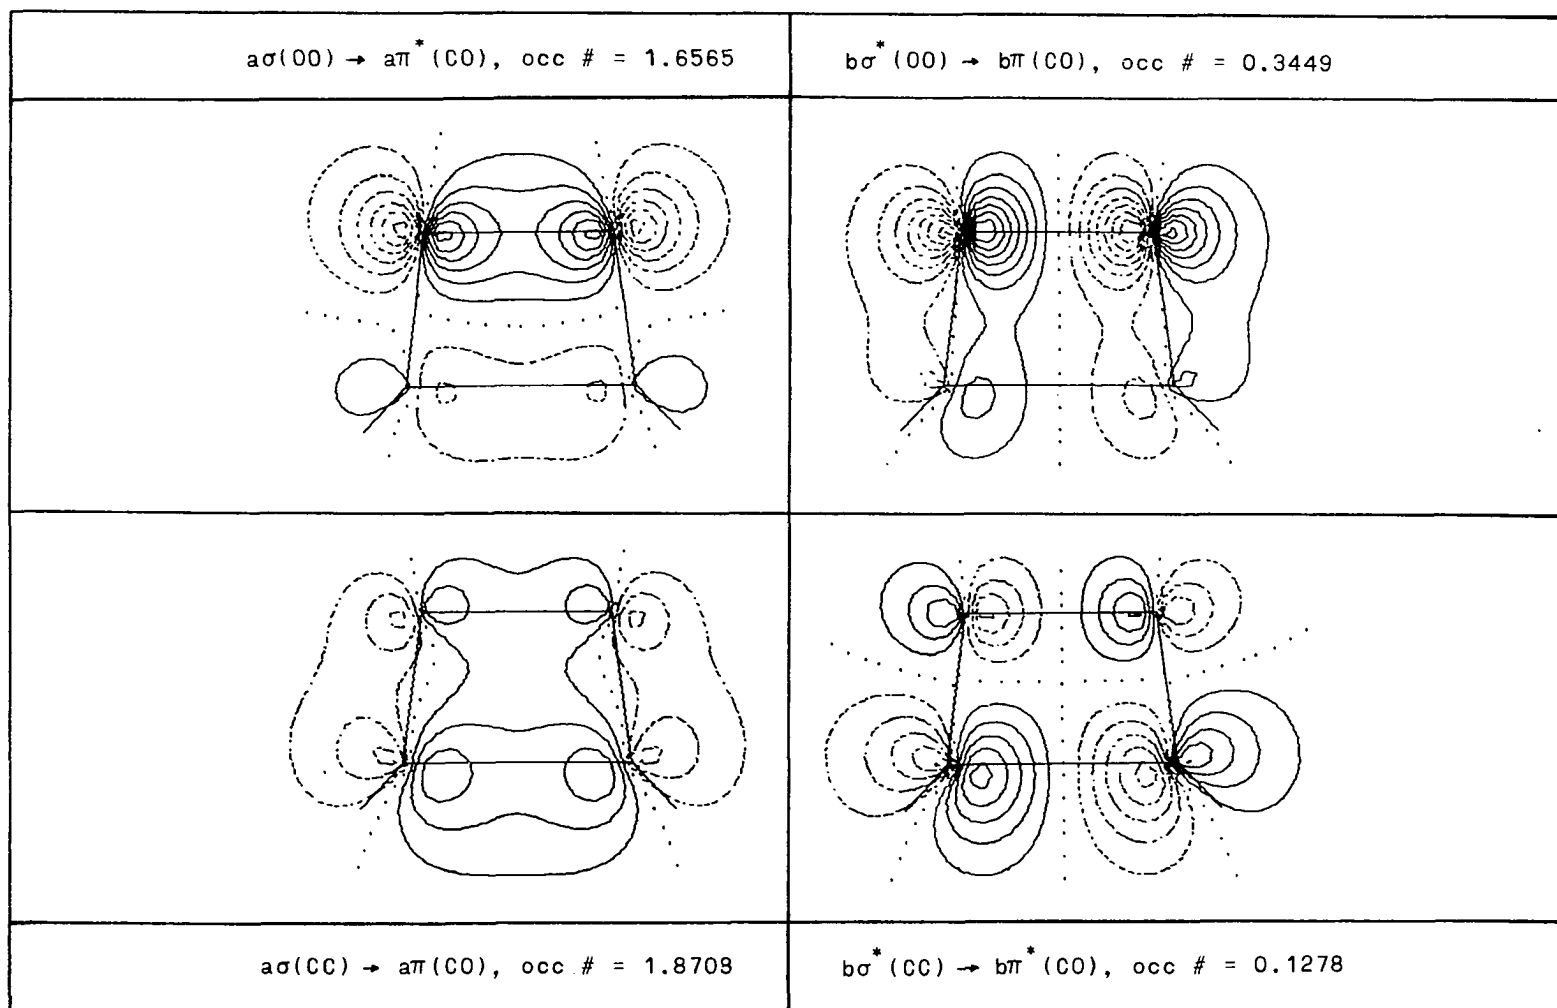 aσ(OO) → aπ*(CO), occ # = 1.6565
bσ*(OO) → bπ(CO), occ # = 0.3449
aσ(CC) → aπ(CO), occ # = 1.8708
bσ*(CC) → bπ*(CO), occ # = 0.1278